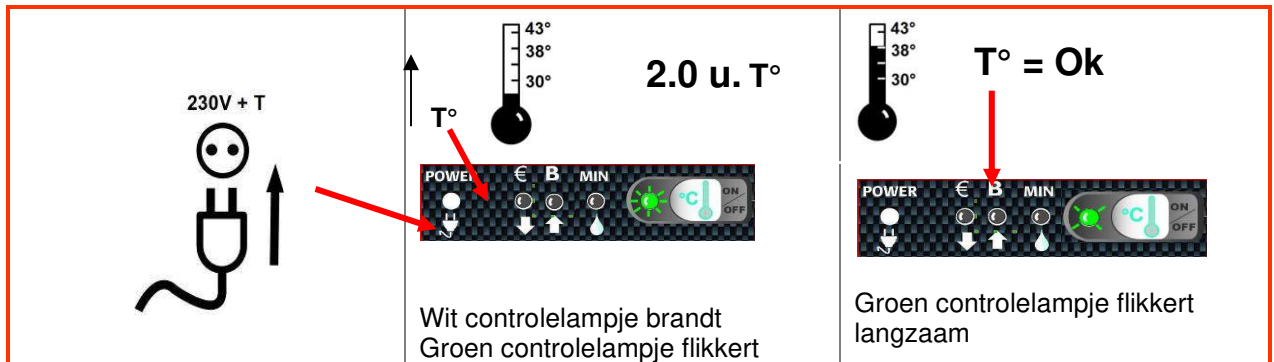 230V + T
43°
38°
30°
T°
2.0 u. T°
POWER € B MIN
°C ON OFF
Wit controlelampje brandt
Groen controlelampje flikkert
43°
38°
30°
T° = Ok
POWER € B MIN
°C ON OFF
Groen controlelampje flikkert
langzaam